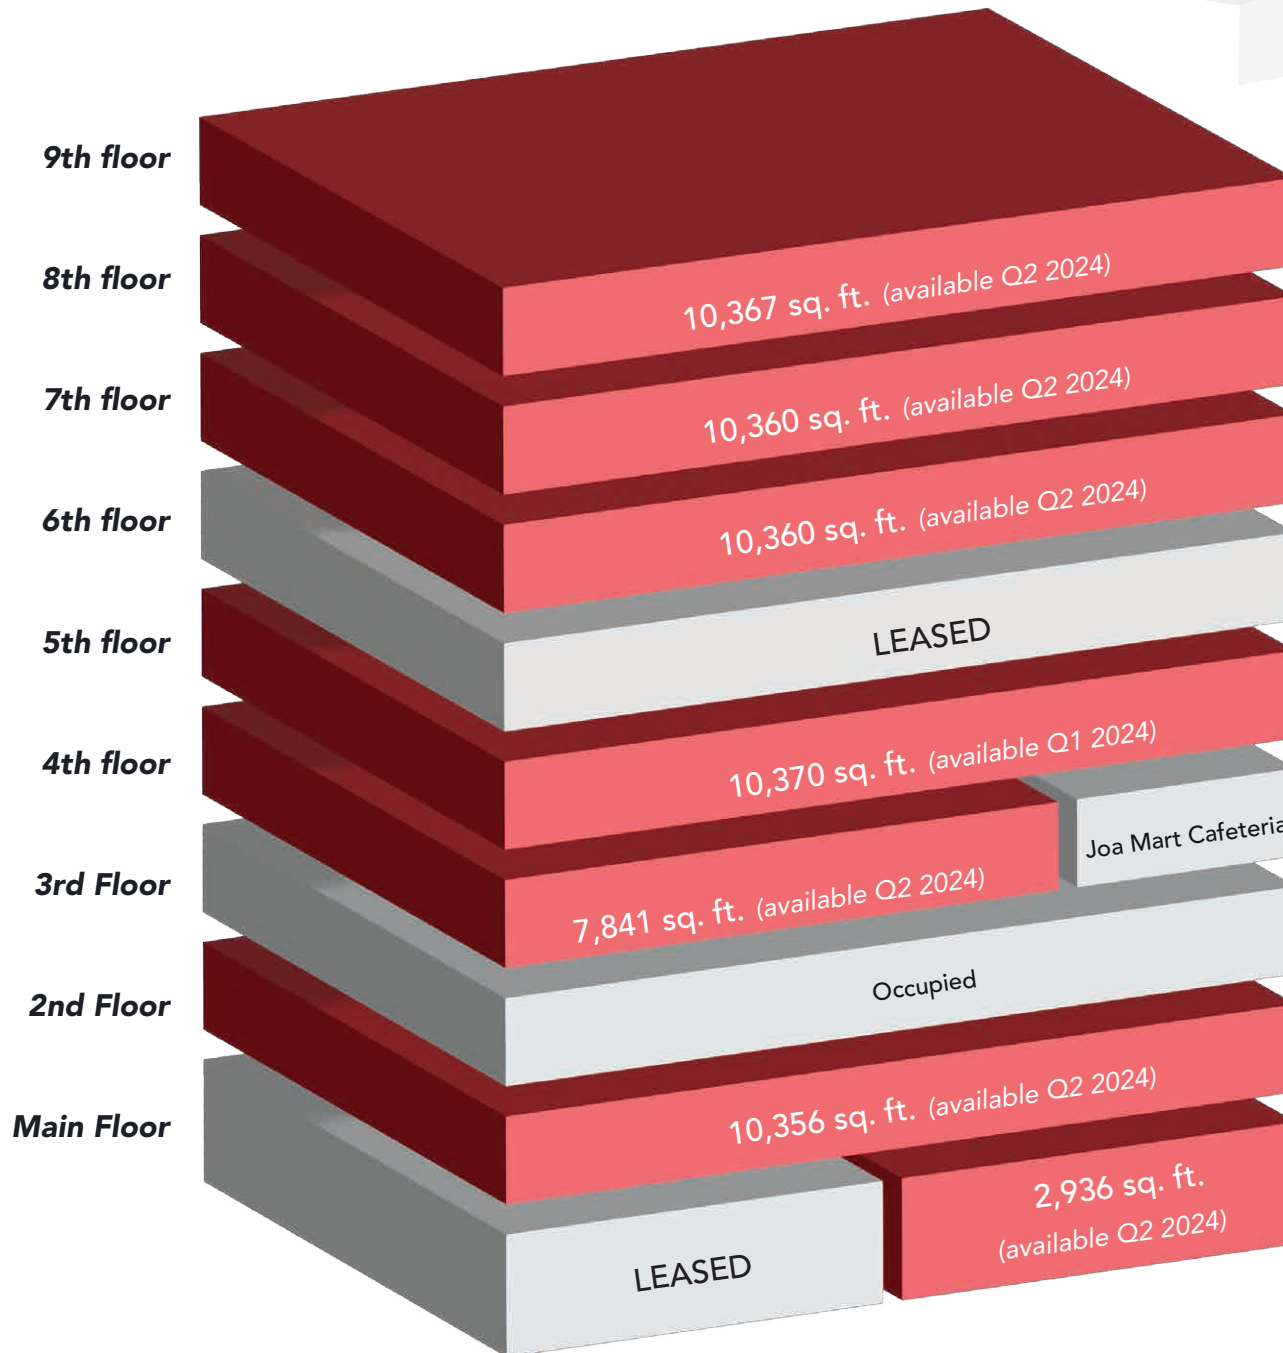 9th floor
10,367 sq. ft. (available Q2 2024)
8th floor
10,360 sq. ft. (available Q2 2024)
7th floor
10,360 sq. ft. (available Q2 2024)
6th floor
LEASED
5th floor
10,370 sq. ft. (available Q1 2024)
4th floor
7,841 sq. ft. (available Q2 2024)
Joa Mart Cafeteria
3rd Floor
Occupied
2nd Floor
10,356 sq. ft. (available Q2 2024)
Main Floor
LEASED
2,936 sq. ft.
(available Q2 2024)